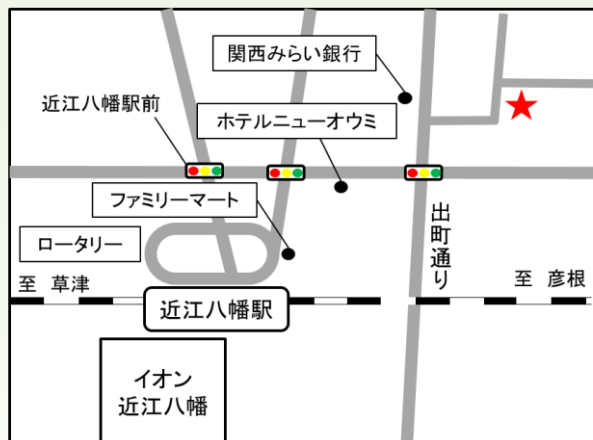 関西みらい銀行
近江八幡駅前
ホテルニューオウミ
ファミリーマート
ロータリー
出町通り
至 草津
至 彦根
近江八幡駅
イオン
近江八幡